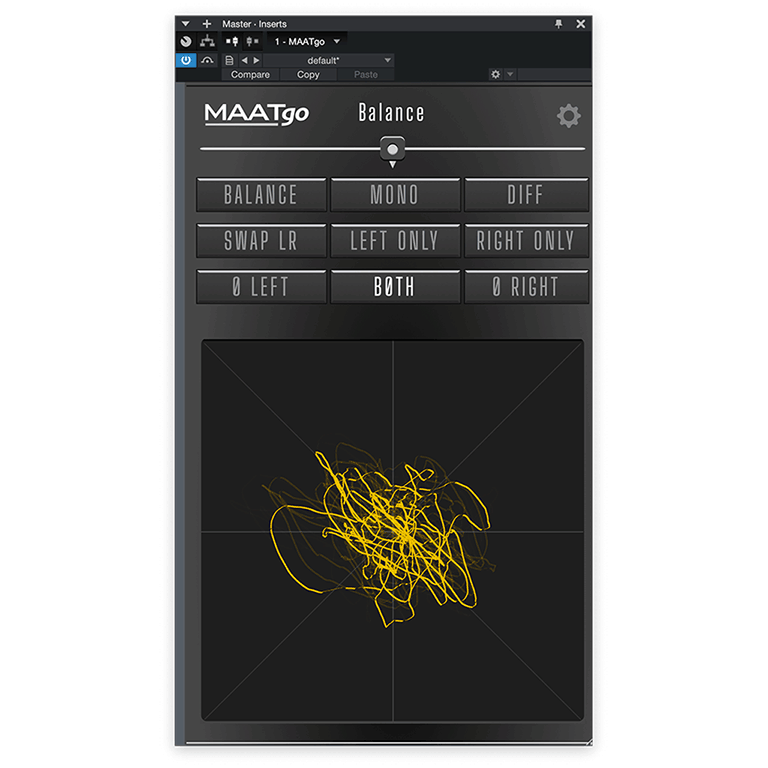 Master · Inserts
1 - MAATgo
default*
Compare Copy Paste
MAATgo Balance
BALANCE MONO DIFF
SWAP LR LEFT ONLY RIGHT ONLY
Ø LEFT BØTH Ø RIGHT